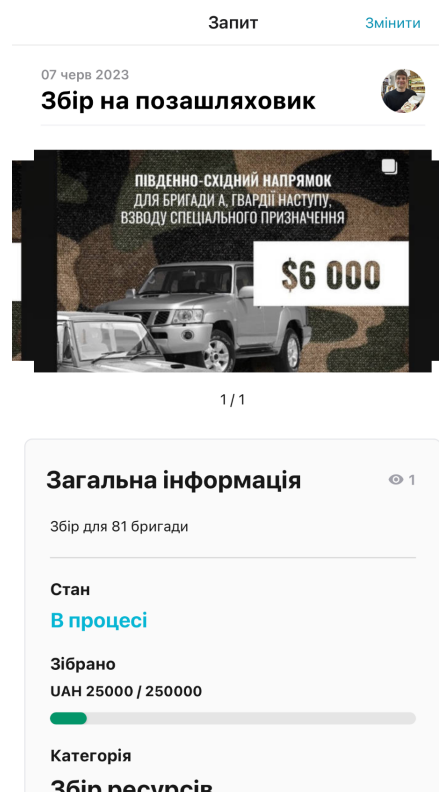 Запит
Змінити
07 черв 2023
Збір на позашляховик
ПІВДЕННО-СХІДНИЙ НАПРЯМОК
ДЛЯ БРИГАДИ А, ГВАРДІЇ НАСТУПУ,
ВЗВОДУ СПЕЦІАЛЬНОГО ПРИЗНАЧЕННЯ
$6 000
1 / 1
Загальна інформація
1
Збір для 81 бригади
Стан
В процесі
Зібрано
UAH 25000 / 250000
Категорія
Збір ресурсів